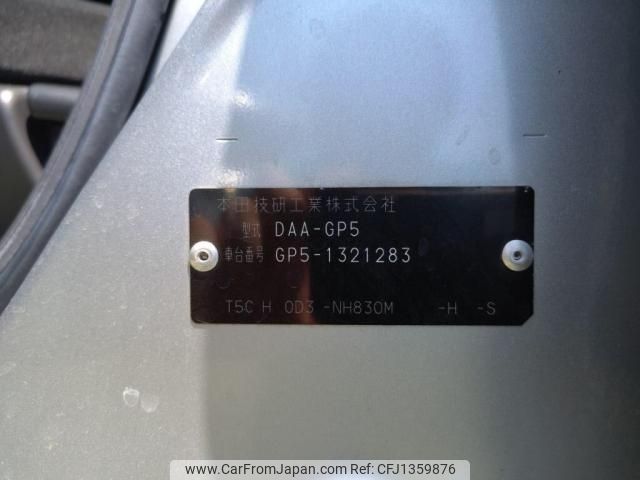 本田技研工業株式会社
型式 DAA-GP5
車台番号 GP5-1321283
T5C H 0D3 -NH830M -H -S
www.CarFromJapan.com - CFJ1359876